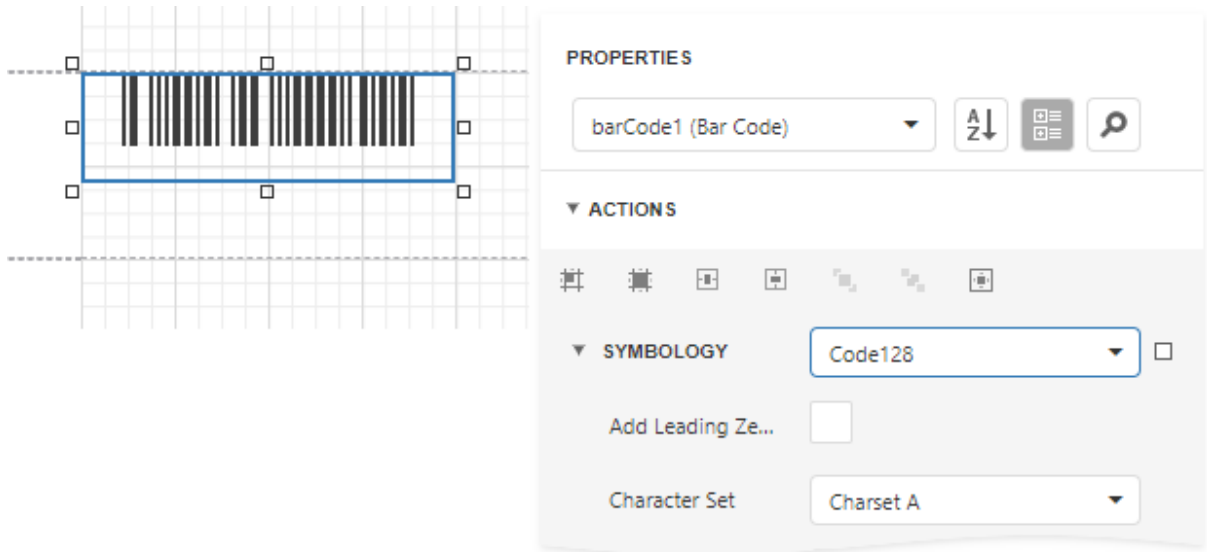 PROPERTIES
barCode1 (Bar Code)
A
Z
ACTIONS
SYMBOLOGY
Code128
Add Leading Ze...
Character Set
Charset A